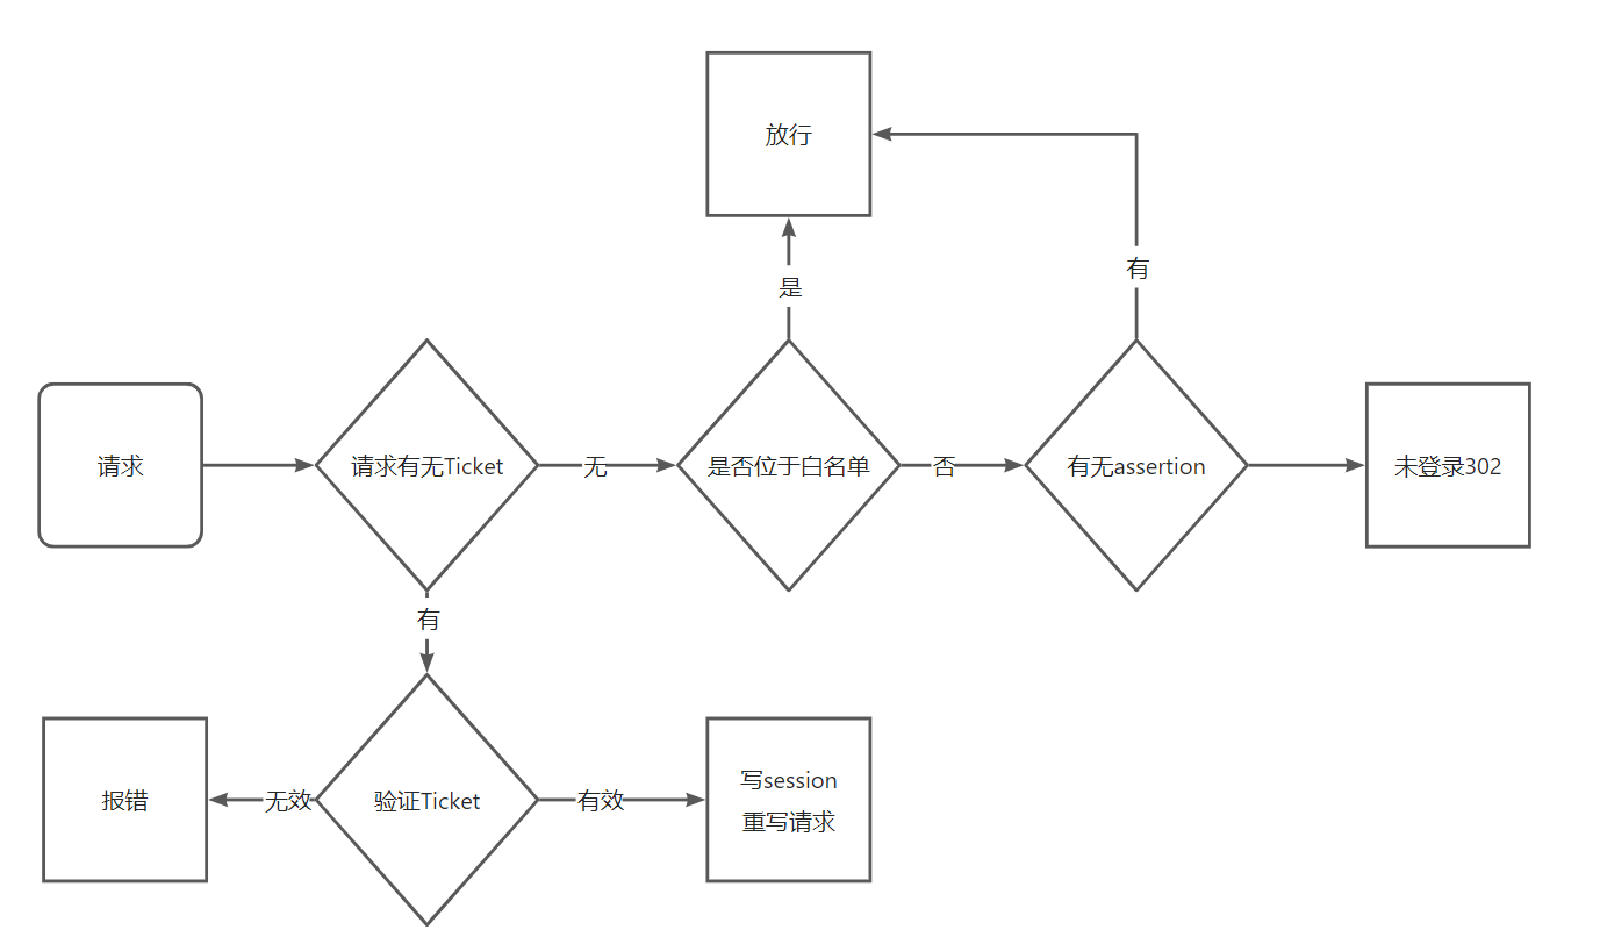 放行
有
是
请求
请求有无Ticket
无
是否位于白名单
否
有无assertion
未登录302
有
报错
无效
验证Ticket
有效
写session
重写请求